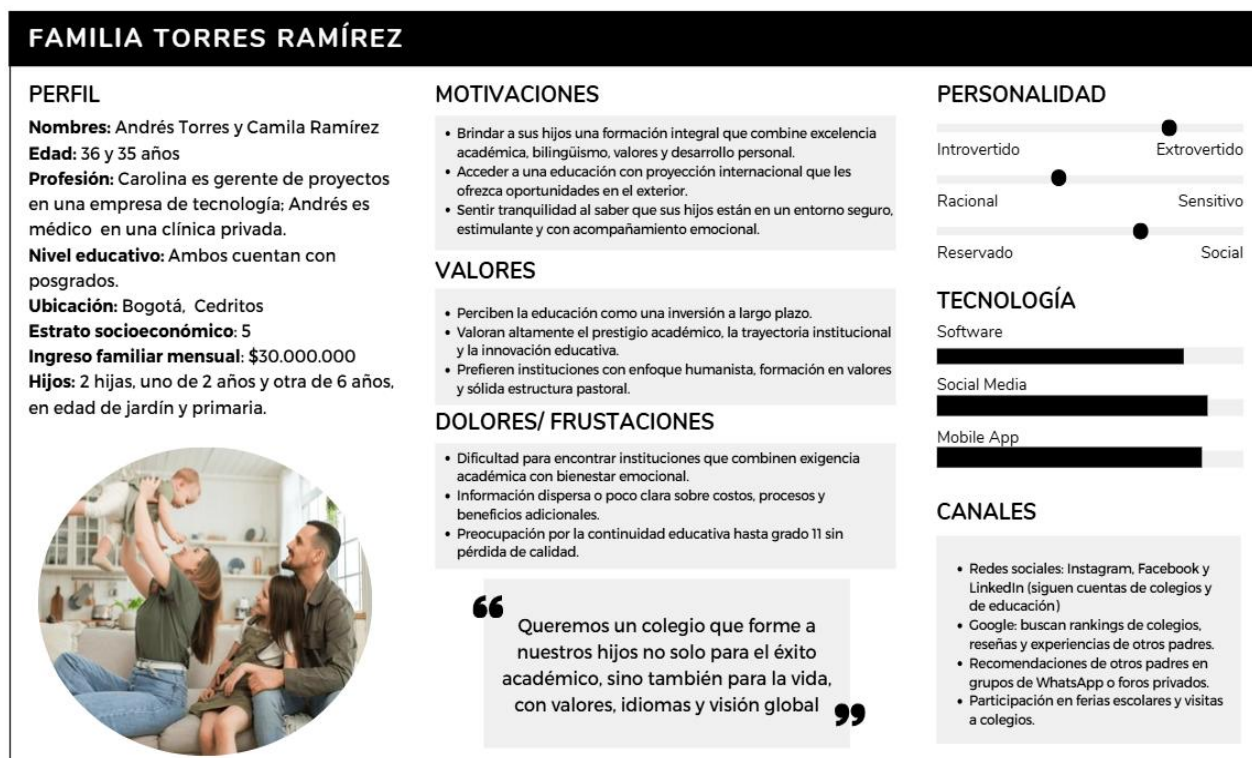 FAMILIA TORRES RAMÍREZ
PERFIL
Nombres: Andrés Torres y Camila Ramírez
Edad: 36 y 35 años
Profesión: Carolina es gerente de proyectos
en una empresa de tecnología; Andrés es
médico en una clínica privada.
Nivel educativo: Ambos cuentan con
posgrados.
Ubicación: Bogotá, Cedritos
Estrato socioeconómico: 5
Ingreso familiar mensual: $30.000.000
Hijos: 2 hijas, uno de 2 años y otra de 6 años,
en edad de jardín y primaria.
MOTIVACIONES
• Brindar a sus hijos una formación integral que combine excelencia
académica, bilingüismo, valores y desarrollo personal.
• Acceder a una educación con proyección internacional que les
ofrezca oportunidades en el exterior.
• Sentir tranquilidad al saber que sus hijos están en un entorno seguro,
estimulante y con acompañamiento emocional.
VALORES
• Perciben la educación como una inversión a largo plazo.
• Valoran altamente el prestigio académico, la trayectoria institucional
y la innovación educativa.
• Prefieren instituciones con enfoque humanista, formación en valores
y sólida estructura pastoral.
DOLORES/ FRUSTACIONES
• Dificultad para encontrar instituciones que combinen exigencia
académica con bienestar emocional.
• Información dispersa o poco clara sobre costos, procesos y
beneficios adicionales.
• Preocupación por la continuidad educativa hasta grado 11 sin
pérdida de calidad.
“ Queremos un colegio que forme a
nuestros hijos no solo para el éxito
académico, sino también para la vida,
con valores, idiomas y visión global ”
PERSONALIDAD
Introvertido Extrovertido
Racional Sensitivo
Reservado Social
TECNOLOGÍA
Software
Social Media
Mobile App
CANALES
• Redes sociales: Instagram, Facebook y
LinkedIn (siguen cuentas de colegios y
de educación)
• Google: buscan rankings de colegios,
reseñas y experiencias de otros padres.
• Recomendaciones de otros padres en
grupos de WhatsApp o foros privados.
• Participación en ferias escolares y visitas
a colegios.